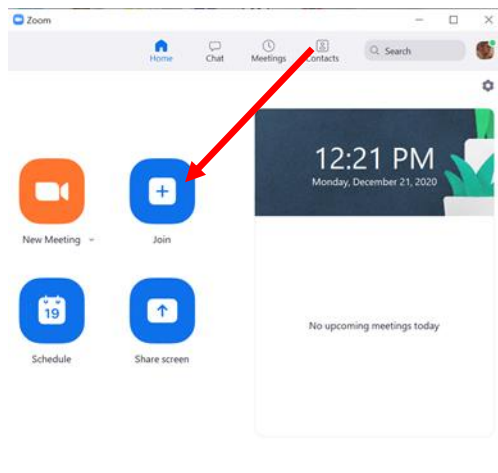 Zoom
Home Chat Meetings Contacts Search
12:21 PM
Monday, December 21, 2020
New Meeting Join
19
Schedule Share screen
No upcoming meetings today